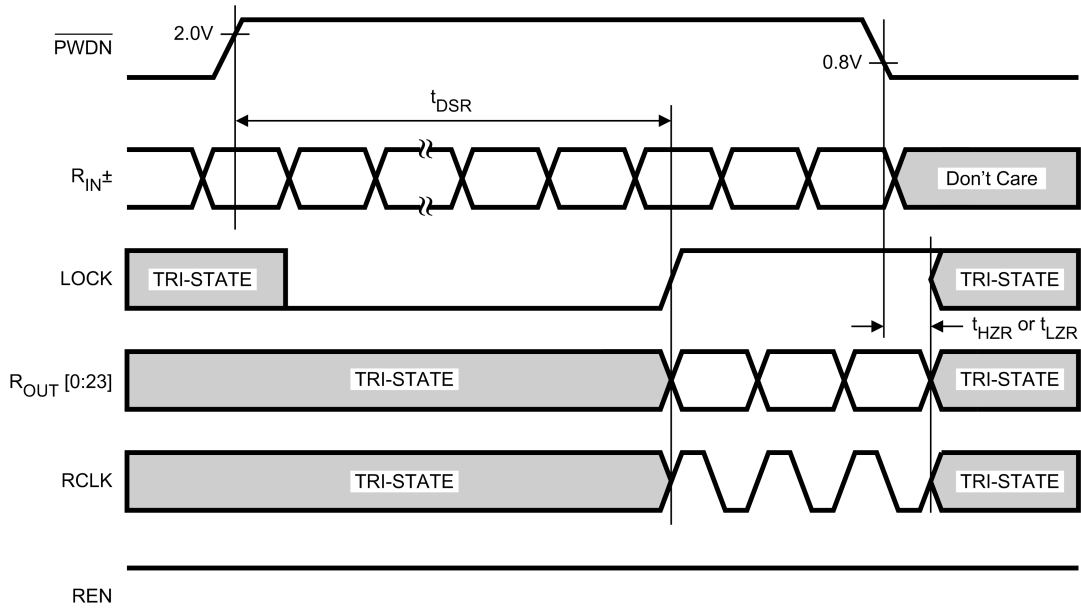 PWDN
2.0V
0.8V
tDSR
RIN±
Don't Care
LOCK
TRI-STATE
TRI-STATE
tHZR or tLZR
ROUT [0:23]
TRI-STATE
TRI-STATE
RCLK
TRI-STATE
TRI-STATE
REN